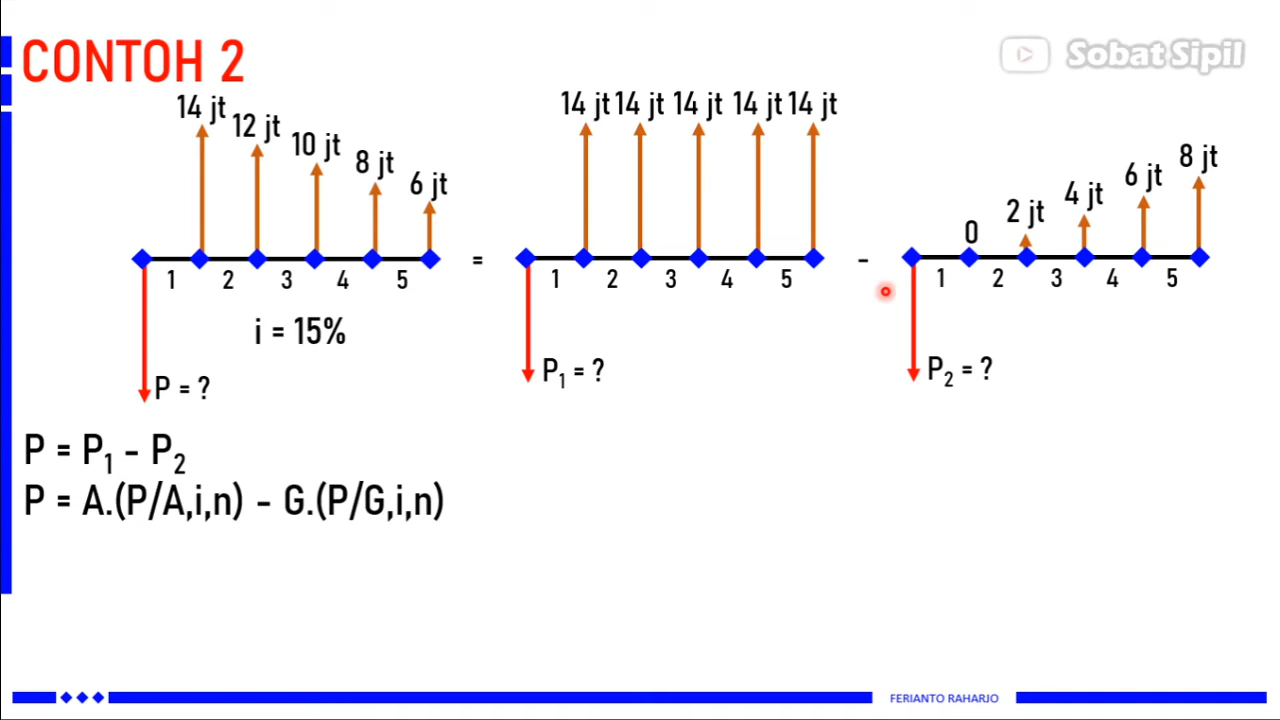 CONTOH 2
Sobat Sipil
14 jt
12 jt
10 jt
8 jt
6 jt
1 2 3 4 5
i = 15%
P = ?
=
14 jt 14 jt 14 jt 14 jt 14 jt
1 2 3 4 5
P1 = ?
-
0
2 jt
4 jt
6 jt
8 jt
1 2 3 4 5
P2 = ?
P = P1 - P2
P = A.(P/A,i,n) - G.(P/G,i,n)
FERIANTO RAHARJO